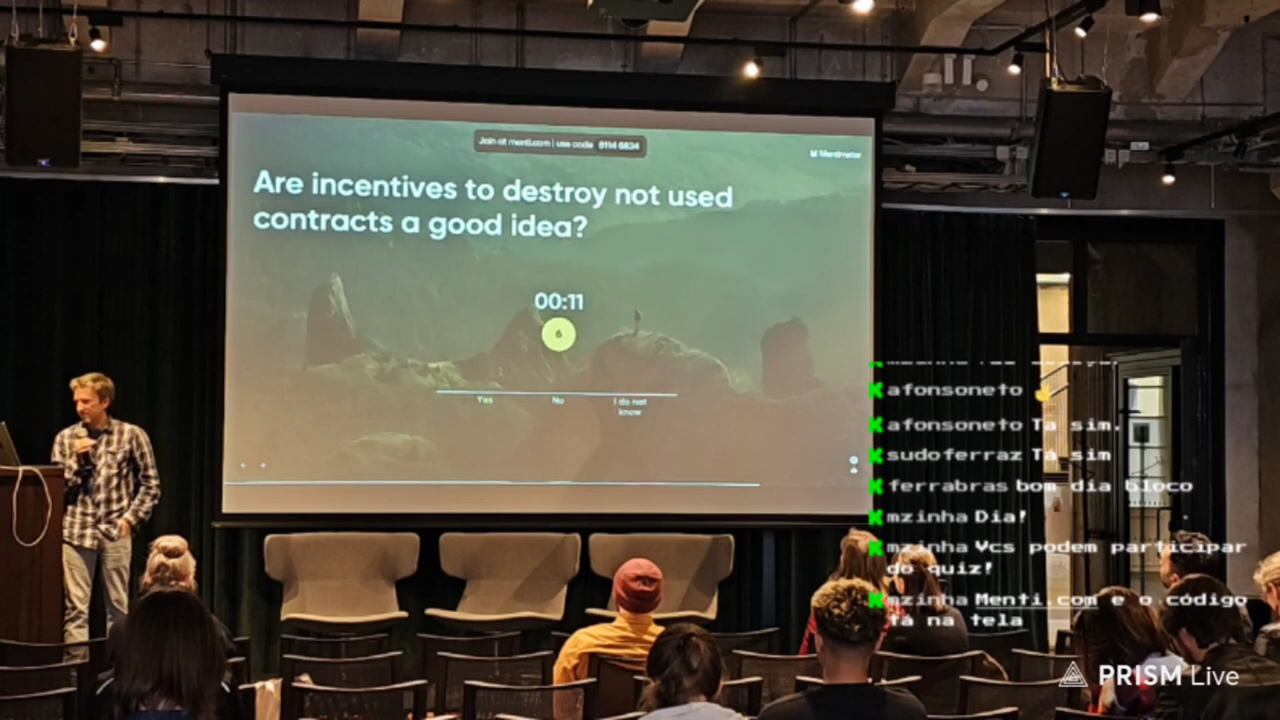 Join at menti.com | use code 8114 6834
Mentimeter
Are incentives to destroy not used
contracts a good idea?
00:11
6
Yes
No
I do not
know
afonsoneto
afonsoneto Tá sim.
sudoferraz Tá sim
ferrabras bom dia bloco
mzinha Dia!
mzinha Vcs podem participar
do quiz!
mzinha Menti.com e o código
tá na tela
PRISM Live